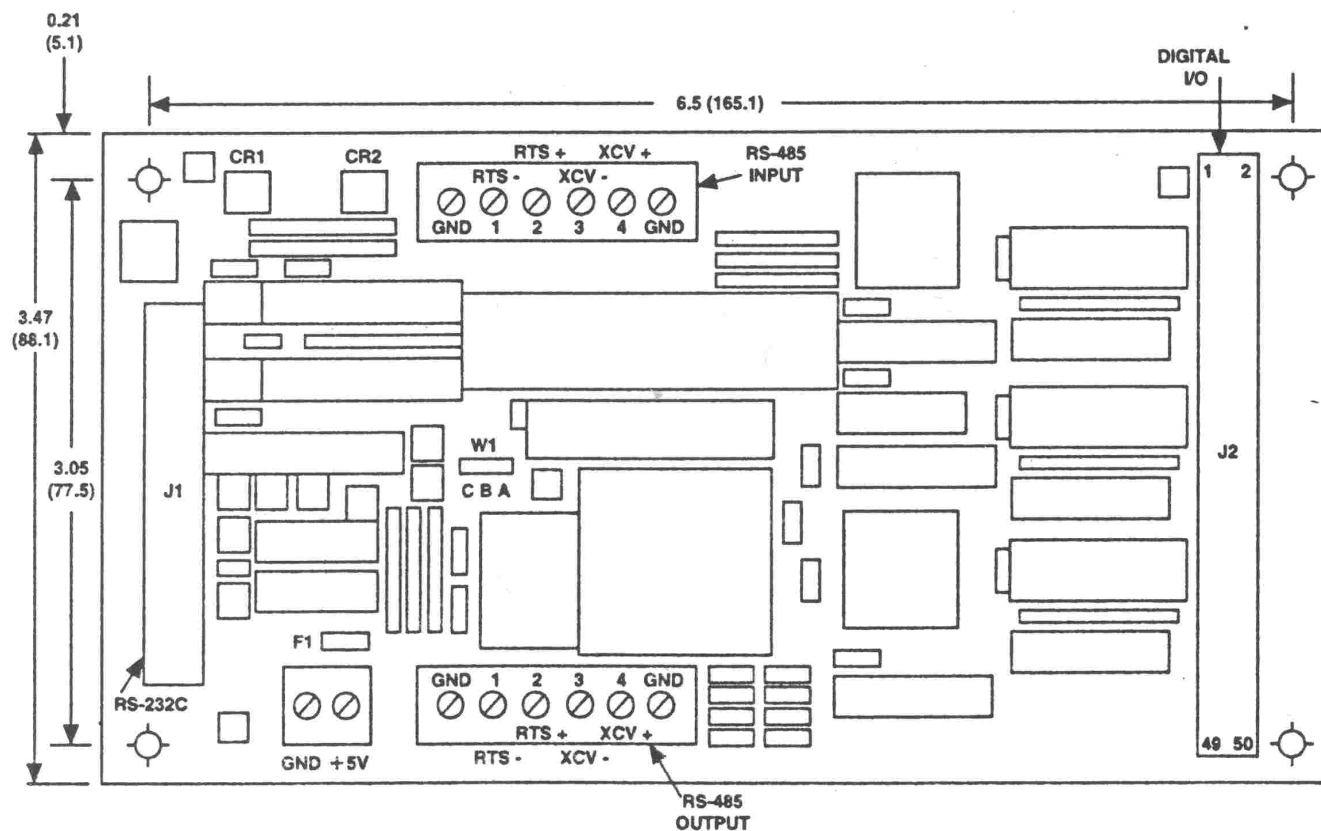 0.21
(5.1)
6.5 (165.1)
DIGITAL
I/O
CR1
CR2
RTS + XCV +
RTS - XCV -
GND 1 2 3 4 GND
RS-485
INPUT
1 2
3.47
(88.1)
3.05
(77.5)
J1
W1
C B A
J2
F1
RS-232C
GND +5V
GND 1 2 3 4 GND
RTS + XCV +
RTS - XCV -
49 50
RS-485
OUTPUT